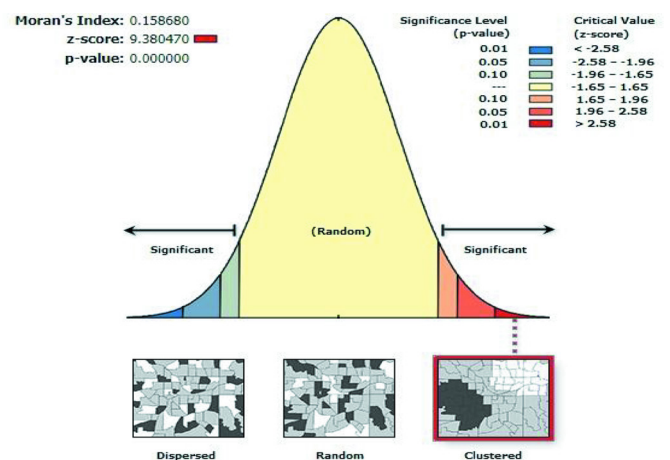 Moran's Index: 0.158680
z-score: 9.380470
p-value: 0.000000
Significance Level
(p-value)
Critical Value
(z-score)
0.01 < -2.58
0.05 -2.58 – -1.96
0.10 -1.96 – -1.65
--- -1.65 – 1.65
0.10 1.65 – 1.96
0.05 1.96 – 2.58
0.01 > 2.58
(Random)
Significant
Significant
Dispersed
Random
Clustered